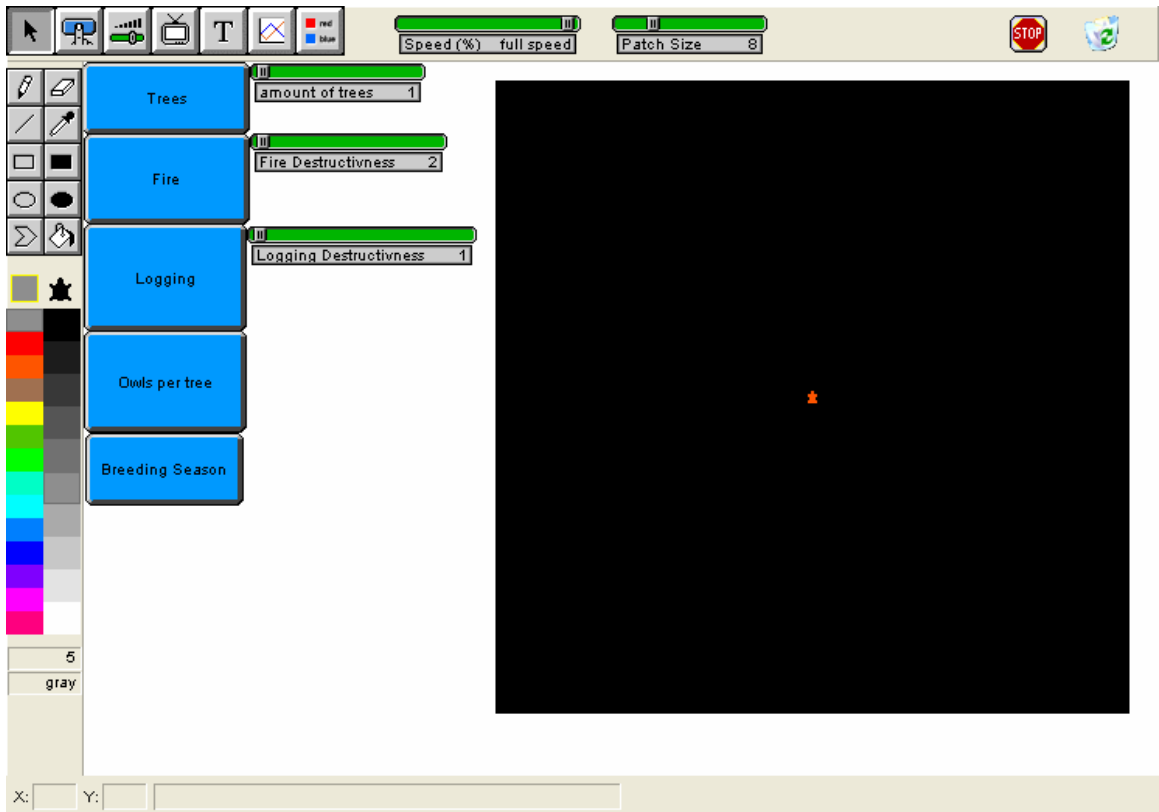 T
red
blue
Speed (%) full speed
Patch Size 8
STOP
Trees
amount of trees 1
Fire
Fire Destructivness 2
Logging
Logging Destructivness 1
Owls per tree
Breeding Season
5
gray
X:
Y: